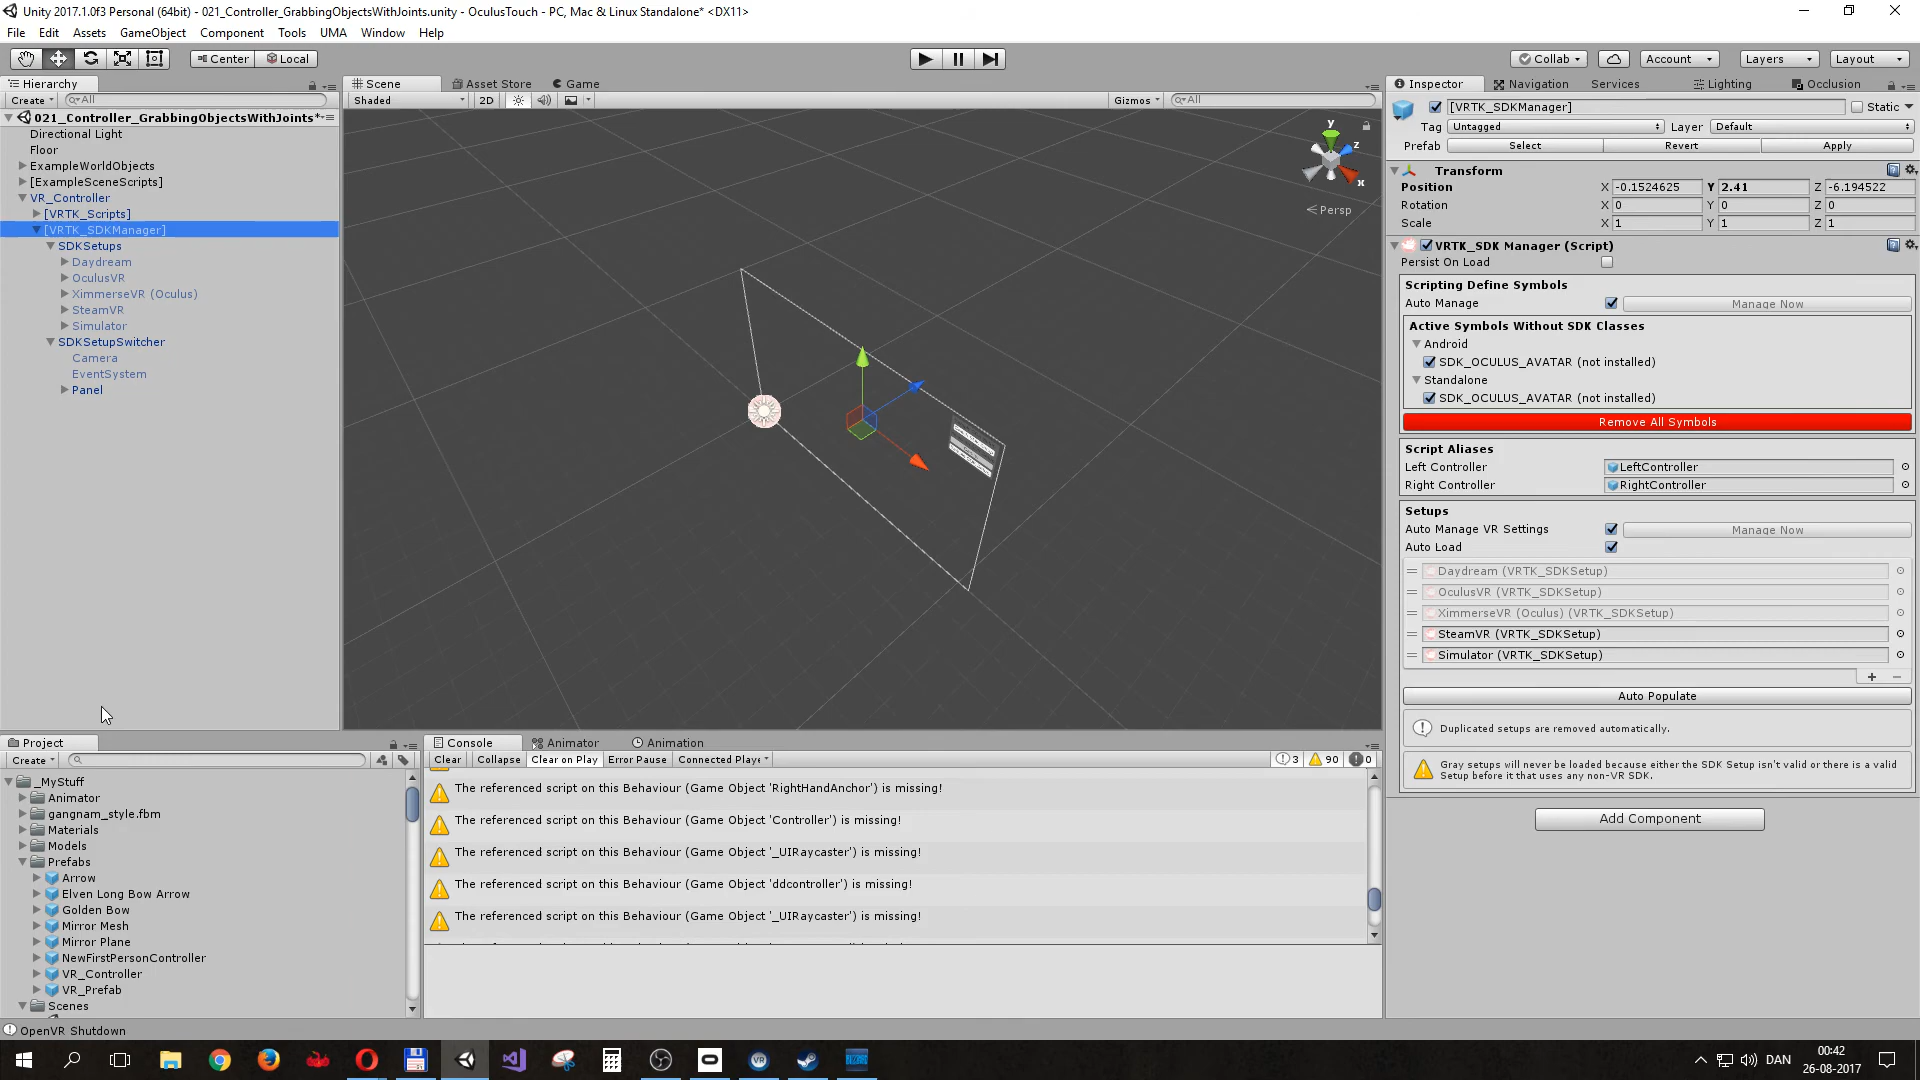 Unity 2017.1.0f3 Personal (64bit) - 021_Controller_GrabbingObjectsWithJoints.unity - OculusTouch - PC, Mac & Linux Standalone* <DX11>
File Edit Assets GameObject Component Tools UMA Window Help
Center Local Collab Account Layers Layout
Hierarchy
Create All
021_Controller_GrabbingObjectsWithJoints*
Directional Light
Floor
ExampleWorldObjects
[ExampleSceneScripts]
VR_Controller
[VRTK_Scripts]
[VRTK_SDKManager]
SDKSetups
Daydream
OculusVR
XimmerseVR (Oculus)
SteamVR
Simulator
SDKSetupSwitcher
Camera
EventSystem
Panel
Scene Asset Store Game
Shaded 2D Gizmos All
y
z
x
Persp
Inspector Navigation Services Lighting Occlusion
[VRTK_SDKManager] Static
Tag Untagged Layer Default
Prefab Select Revert Apply
Transform
Position X -0.1524625 Y 2.41 Z -6.194522
Rotation X 0 Y 0 Z 0
Scale X 1 Y 1 Z 1
VRTK_SDK Manager (Script)
Persist On Load
Scripting Define Symbols
Auto Manage Manage Now
Active Symbols Without SDK Classes
Android
SDK_OCULUS_AVATAR (not installed)
Standalone
SDK_OCULUS_AVATAR (not installed)
Remove All Symbols
Script Aliases
Left Controller LeftController
Right Controller RightController
Setups
Auto Manage VR Settings Manage Now
Auto Load
Daydream (VRTK_SDKSetup)
OculusVR (VRTK_SDKSetup)
XimmerseVR (Oculus) (VRTK_SDKSetup)
SteamVR (VRTK_SDKSetup)
Simulator (VRTK_SDKSetup)
Auto Populate
Duplicated setups are removed automatically.
Gray setups will never be loaded because either the SDK Setup isn't valid or there is a valid
Setup before it that uses any non-VR SDK.
Add Component
Project
Create
_MyStuff
Animator
gangnam_style.fbm
Materials
Models
Prefabs
Arrow
Elven Long Bow Arrow
Golden Bow
Mirror Mesh
Mirror Plane
NewFirstPersonController
VR_Controller
VR_Prefab
Scenes
Console Animator Animation
Clear Collapse Clear on Play Error Pause Connected Playe 3 90 0
The referenced script on this Behaviour (Game Object 'RightHandAnchor') is missing!
The referenced script on this Behaviour (Game Object 'Controller') is missing!
The referenced script on this Behaviour (Game Object '_UIRaycaster') is missing!
The referenced script on this Behaviour (Game Object 'ddcontroller') is missing!
The referenced script on this Behaviour (Game Object '_UIRaycaster') is missing!
OpenVR Shutdown
DAN
00:42
26-08-2017